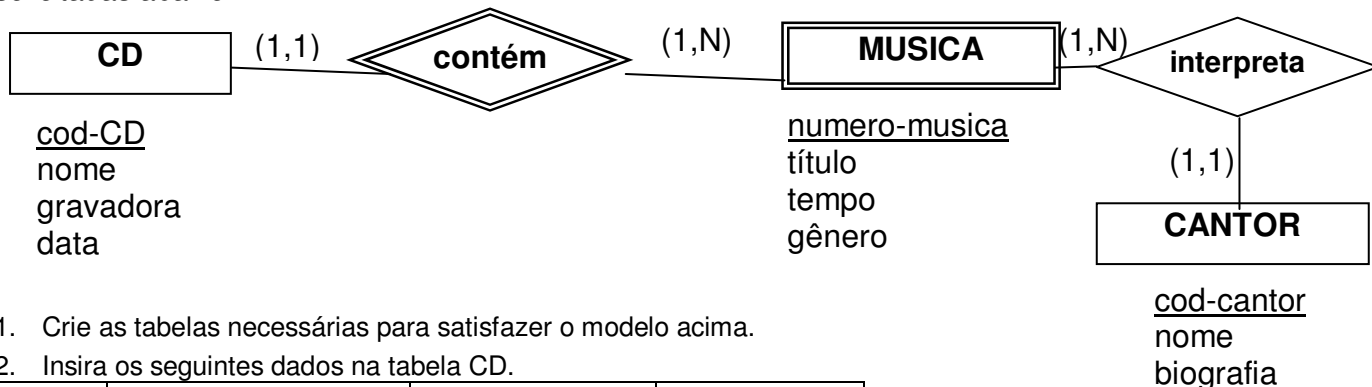 CD (1,1) contém (1,N) MUSICA (1,N) interpreta
cod-CD
nome
gravadora
data
numero-musica
título
tempo
gênero
(1,1)
CANTOR
cod-cantor
nome
biografia
1. Crie as tabelas necessárias para satisfazer o modelo acima.
2. Insira os seguintes dados na tabela CD.